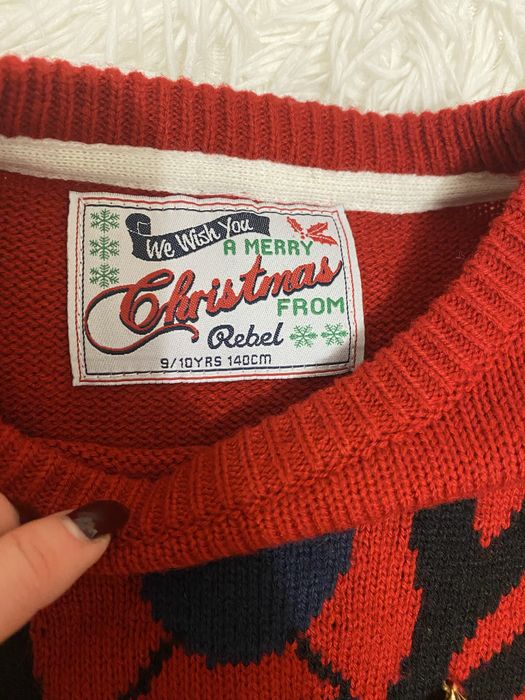 We Wish You
A MERRY
Christmas
FROM
Rebel
9/10YRS 140CM